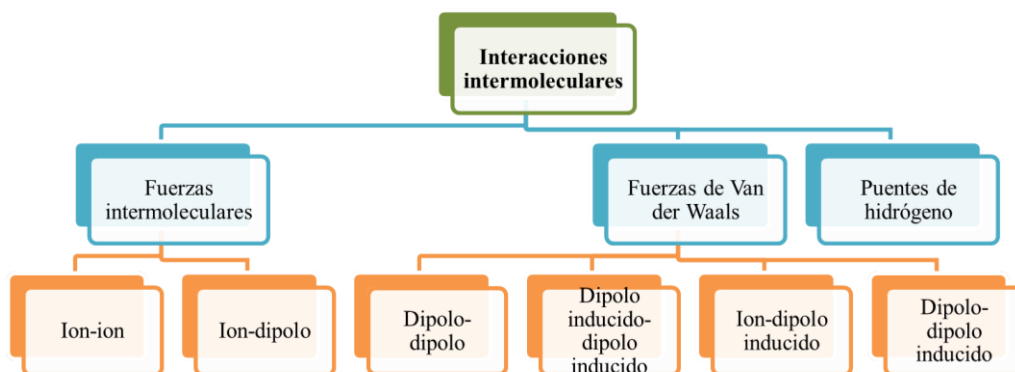 Interacciones
intermoleculares
Fuerzas
intermoleculares
Fuerzas de Van
der Waals
Puentes de
hidrógeno
Ion-ion
Ion-dipolo
Dipolo-
dipolo
Dipolo
inducido-
dipolo
inducido
Ion-dipolo
inducido
Dipolo-
dipolo
inducido